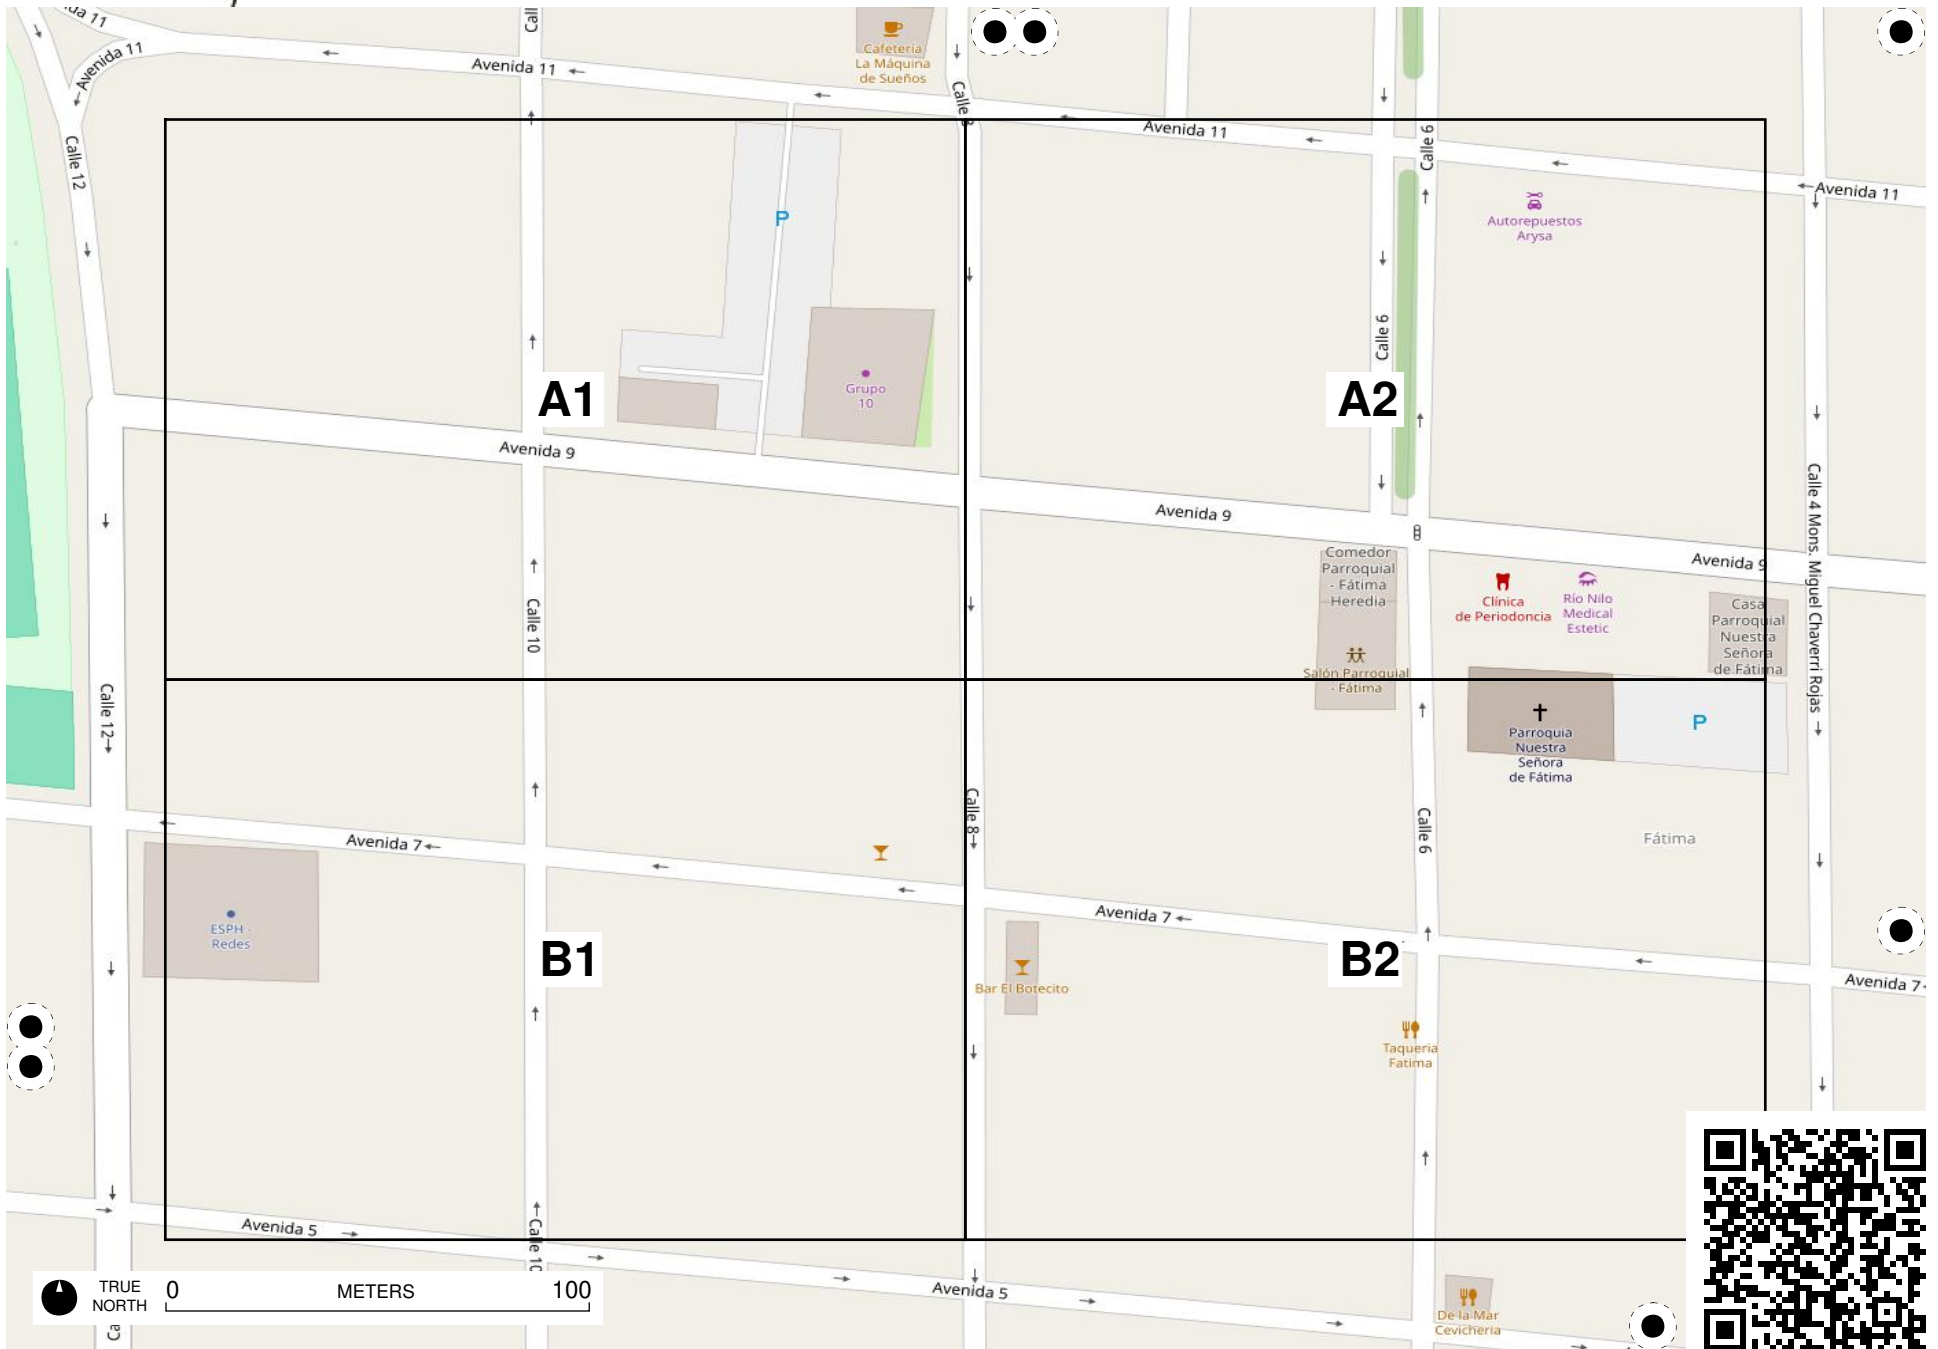 Avenida 11
Calle 12
Avenida 11
Cafetería
La Máquina
de Sueños
Avenida 11
Calle 6
Avenida 11
P
Autorepuestos
Arysa
Calle 6
Grupo
10
A1
A2
Avenida 9
Avenida 9
Avenida 9
Calle 10
Comedor
Parroquial
- Fátima
Heredia
Clínica
de Periodoncia
Río Nilo
Medical
Estetic
Casa
Parroquial
Nuestra
Señora
de Fátima
Calle 4 Mons. Miguel Chaverri Rojas
Salón Parroquial
- Fátima
Calle 12
Parroquia
Nuestra
Señora
de Fátima
P
Calle 8
Calle 6
Fátima
Avenida 7
Avenida 7
Avenida 7
ESPH -
Redes
B1
B2
Bar El Botecito
Taqueria
Fatima
Avenida 5
Calle 10
Avenida 5
De la Mar
Cevicheria
TRUE
NORTH
0
METERS
100